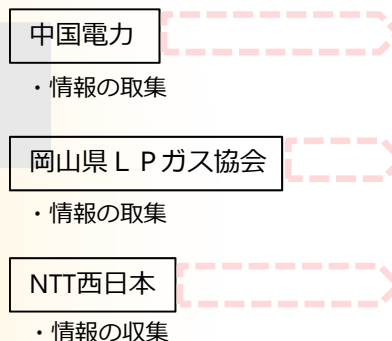 中国電力
・情報の取集
岡山県ＬＰガス協会
・情報の取集
NTT西日本
・情報の収集